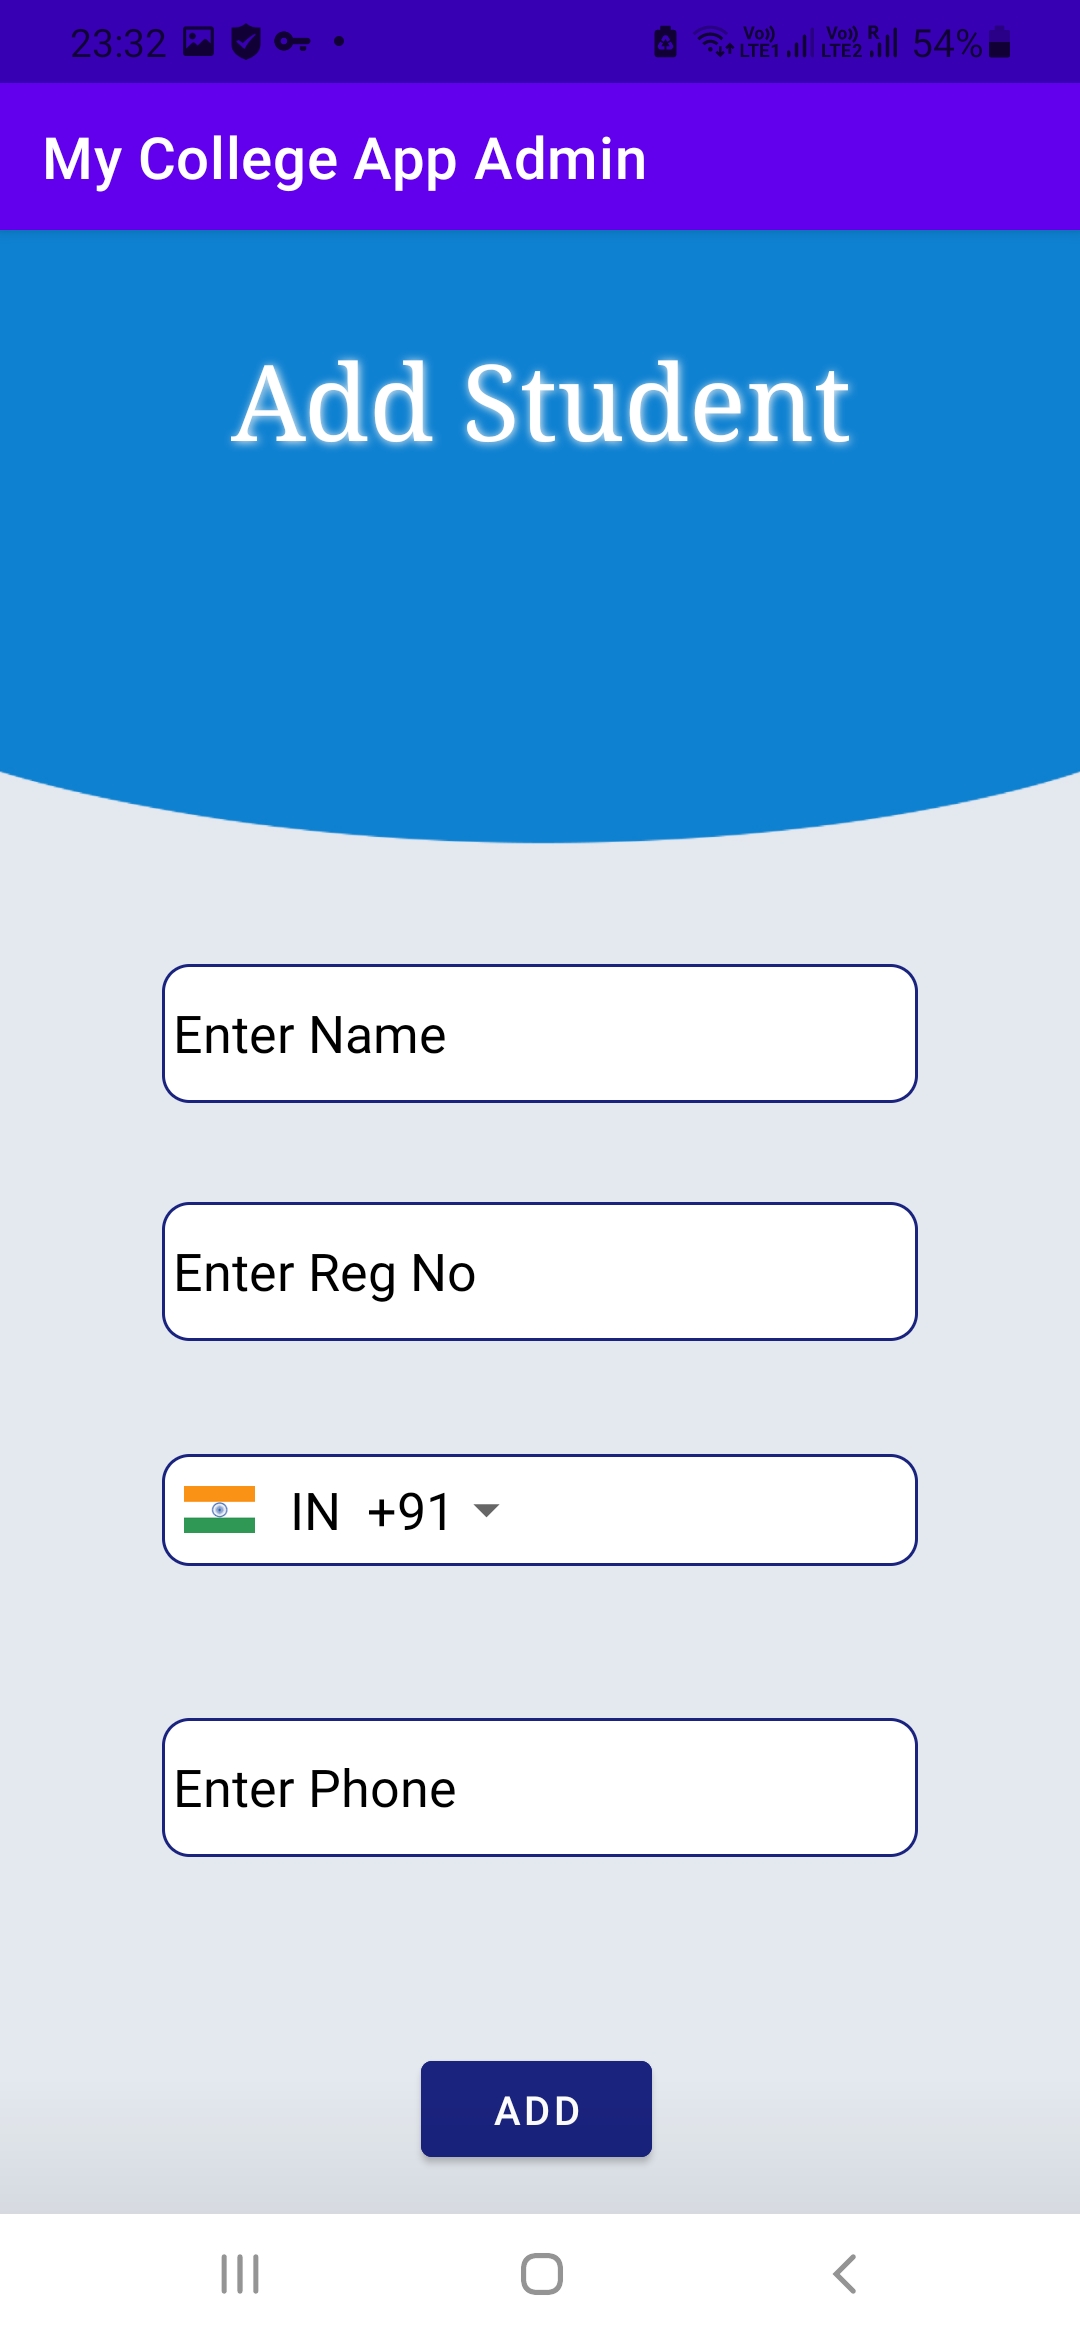 23:32 Vo)) LTE1 Vo)) LTE2 R 54%
My College App Admin
Add Student
Enter Name
Enter Reg No
IN +91
Enter Phone
ADD